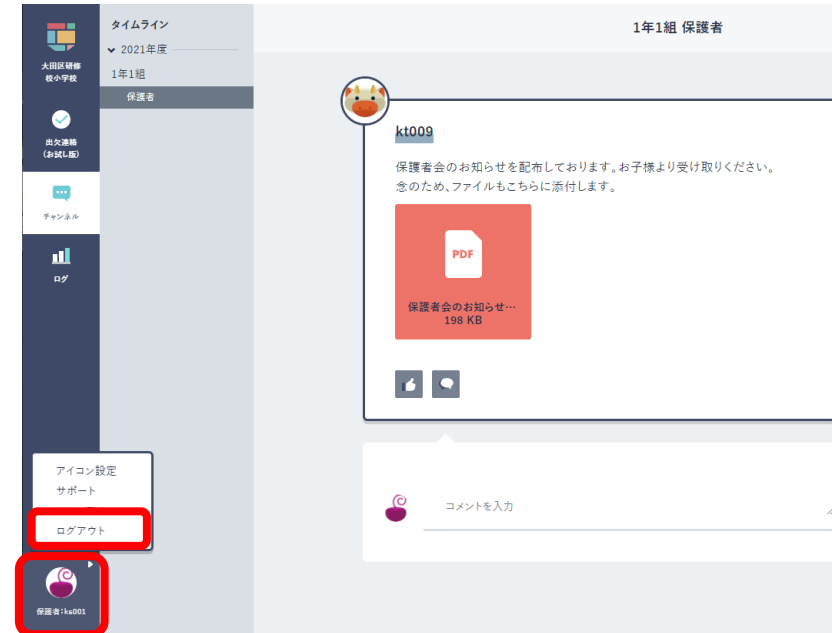 大田区研修
校小学校
出欠連絡
(お試し版)
チャンネル
ログ
アイコン設定
サポート
ログアウト
保護者:ks001
タイムライン
2021年度
1年1組
保護者
1年1組 保護者
kt009
保護者会のお知らせを配布しております。お子様より受け取りください。
念のため、ファイルもこちらに添付します。
PDF
保護者会のお知らせ…
198 KB
コメントを入力